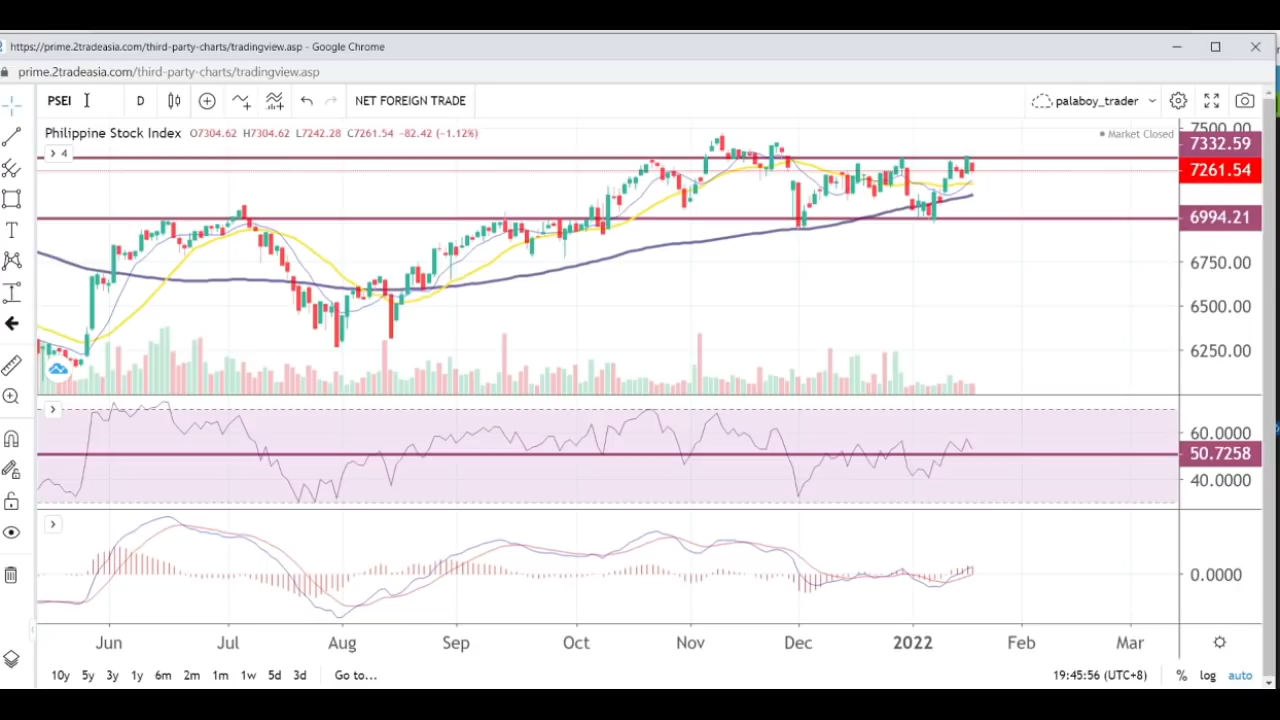 https://prime.2tradeasia.com/third-party-charts/tradingview.asp - Google Chrome
prime.2tradeasia.com/third-party-charts/tradingview.asp
PSEI D NET FOREIGN TRADE palaboy_trader
Philippine Stock Index O7304.62 H7304.62 L7242.28 C7261.54 −82.42 (−1.12%) Market Closed
4
7500.00
7332.59
7261.54
6994.21
6750.00
6500.00
6250.00
60.0000
50.7258
40.0000
0.0000
Jun Jul Aug Sep Oct Nov Dec 2022 Feb Mar
10y 5y 3y 1y 6m 2m 1m 1w 5d 3d Go to... 19:45:56 (UTC+8) % log auto